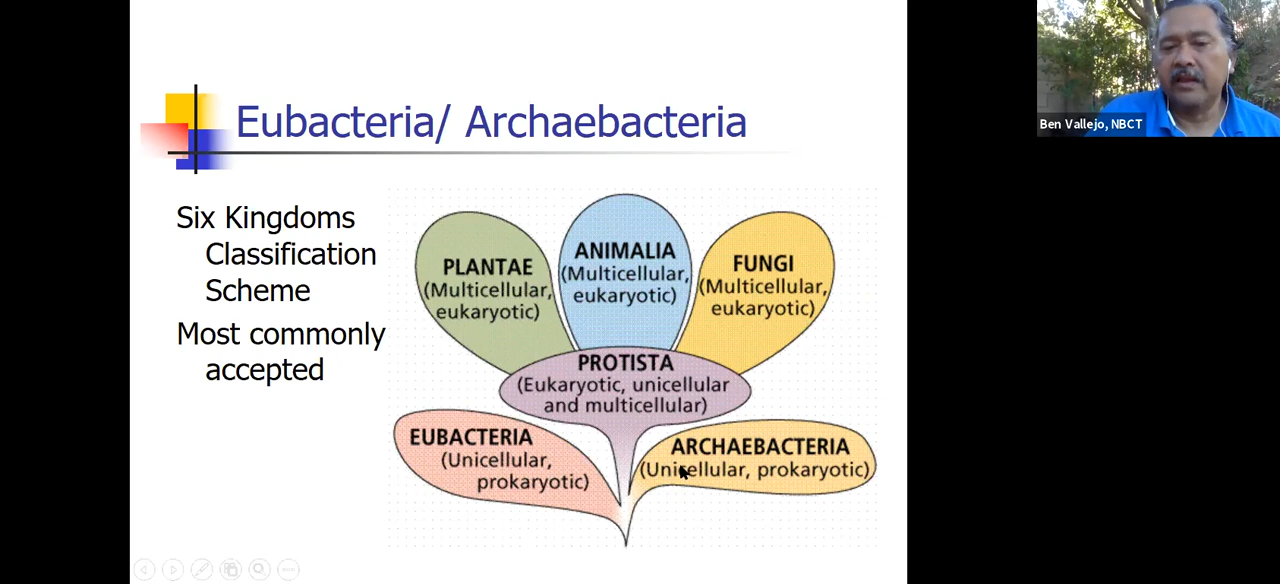 Eubacteria/ Archaebacteria
Six Kingdoms
Classification
Scheme
Most commonly
accepted
PLANTAE
(Multicellular,
eukaryotic)
ANIMALIA
(Multicellular,
eukaryotic)
FUNGI
(Multicellular,
eukaryotic)
PROTISTA
(Eukaryotic, unicellular
and multicellular)
EUBACTERIA
(Unicellular,
prokaryotic)
ARCHAEBACTERIA
(Unicellular, prokaryotic)
Ben Vallejo, NBCT